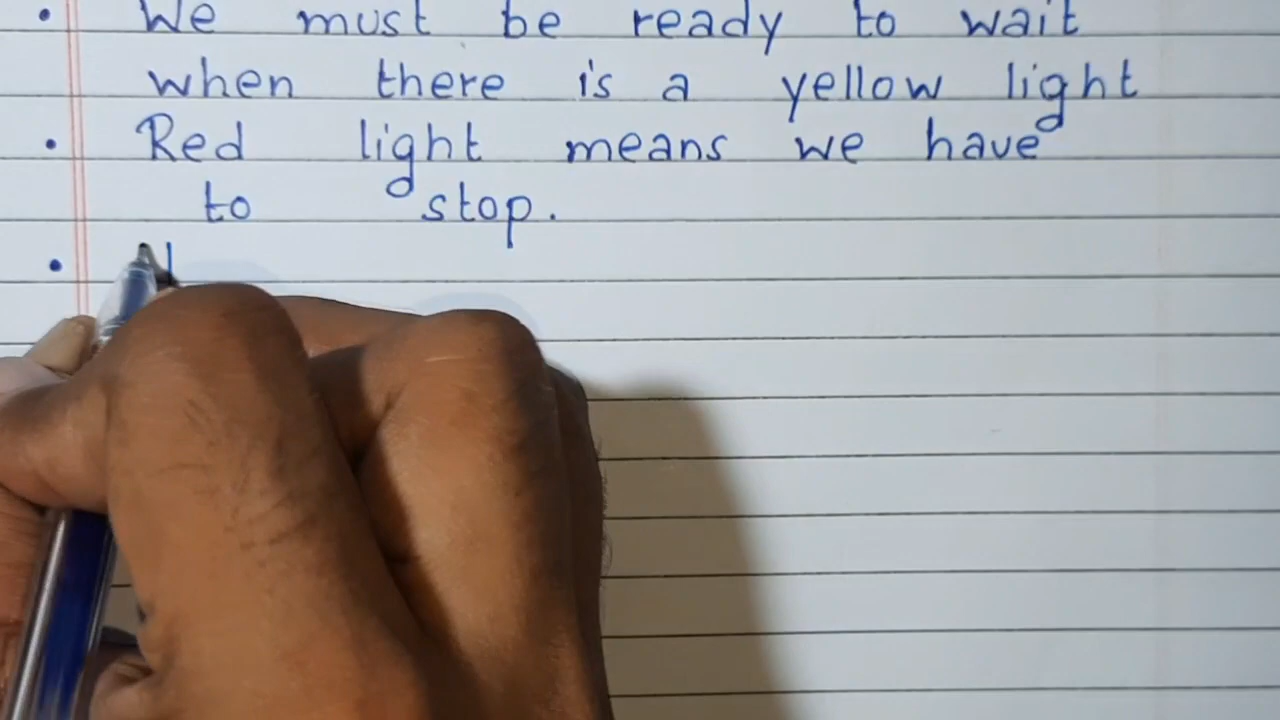 • We must be ready to wait
when there is a yellow light
• Red light means we have
to stop.
•